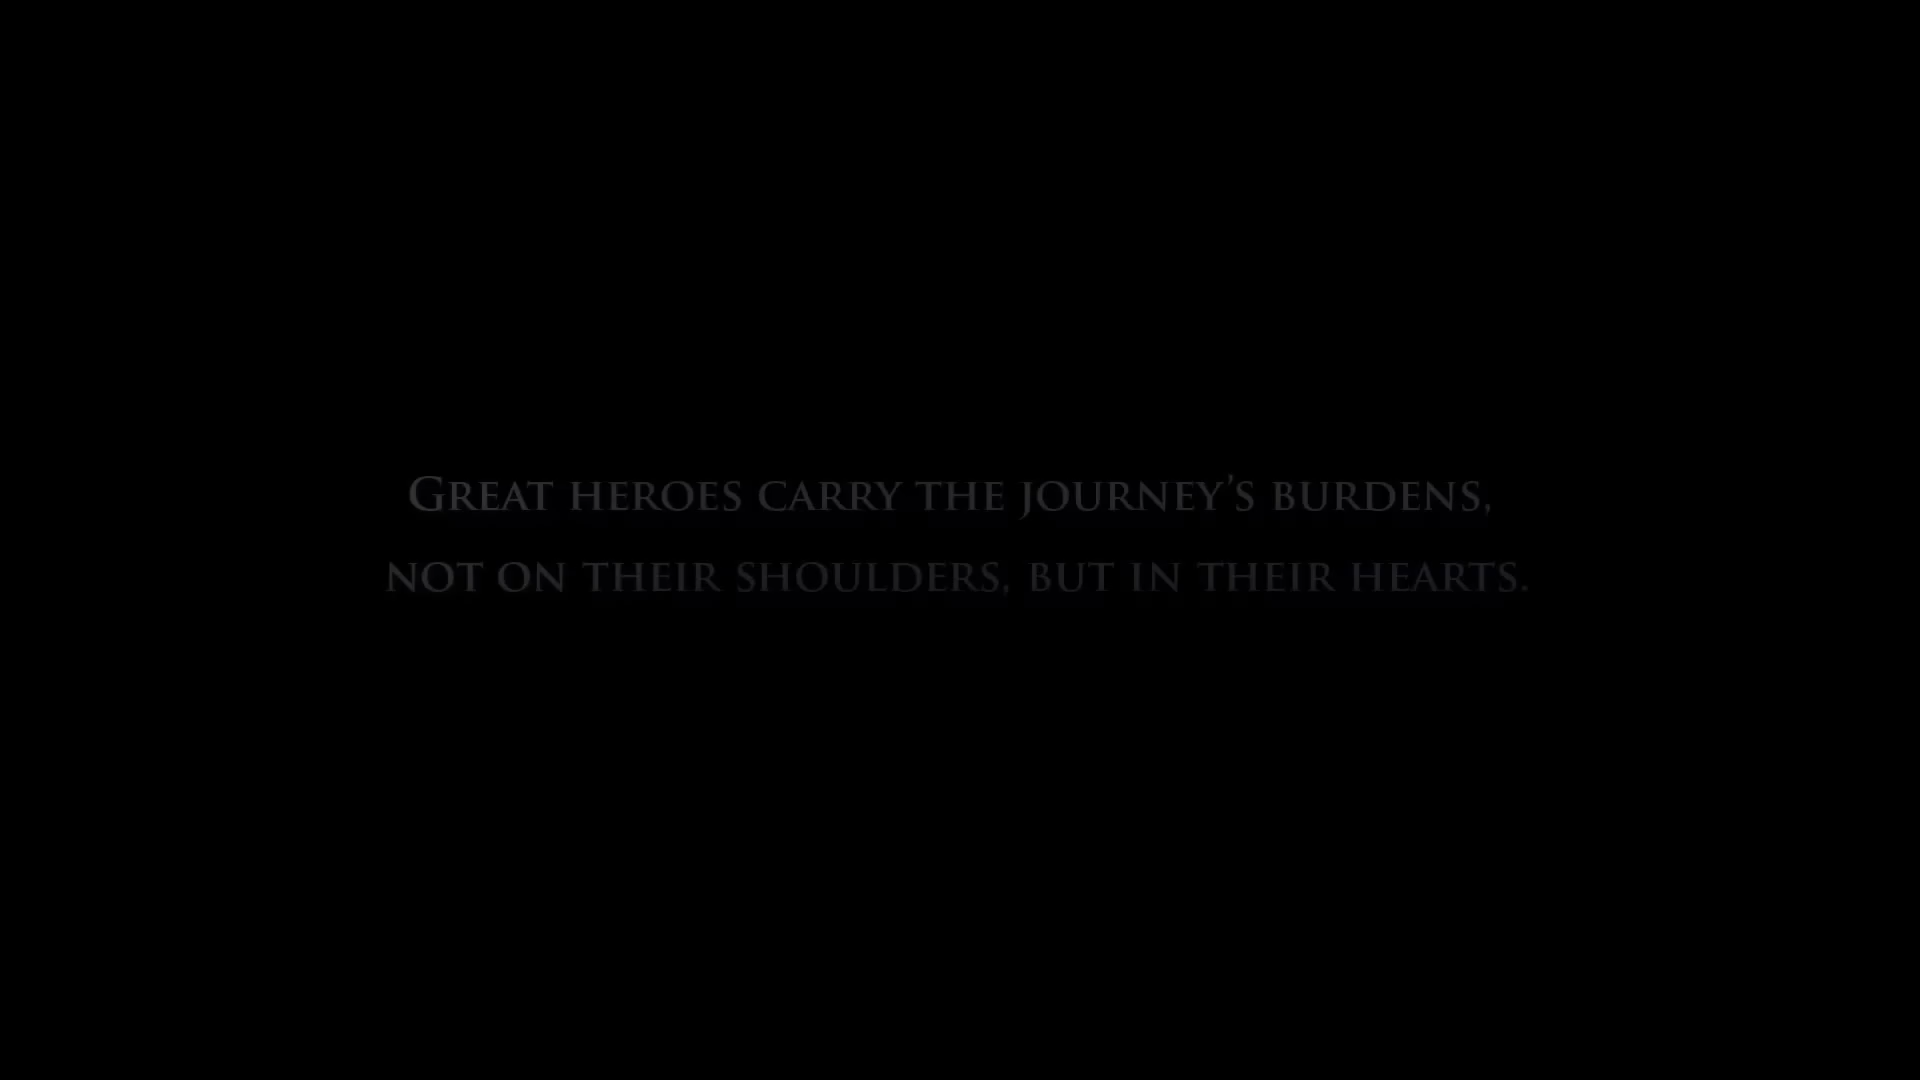 Great heroes carry the journey’s burdens,
not on their shoulders, but in their hearts.